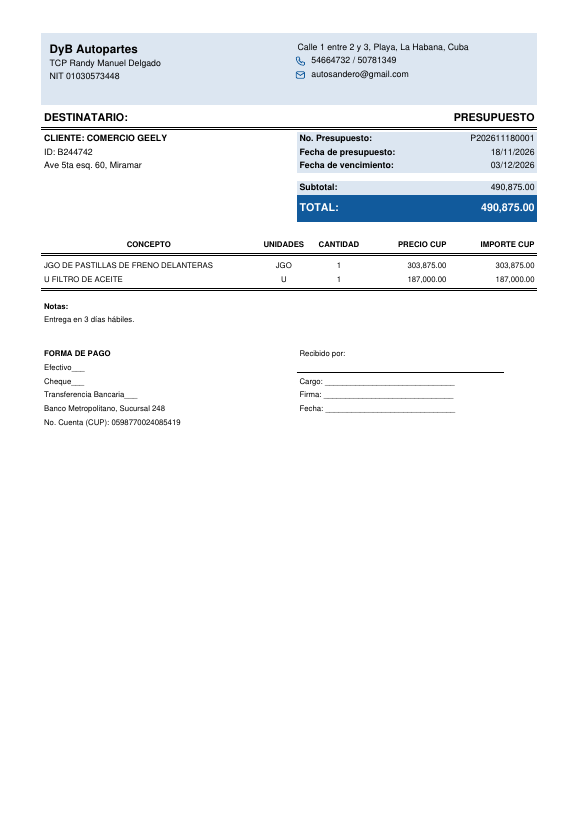 DyB Autopartes
TCP Randy Manuel Delgado
NIT 01030573448
Calle 1 entre 2 y 3, Playa, La Habana, Cuba
54664732 / 50781349
autosandero@gmail.com
DESTINATARIO: PRESUPUESTO
CLIENTE: COMERCIO GEELY
ID: B244742
Ave 5ta esq. 60, Miramar
No. Presupuesto: P202611180001
Fecha de presupuesto: 18/11/2026
Fecha de vencimiento: 03/12/2026
Subtotal: 490,875.00
TOTAL: 490,875.00
CONCEPTO UNIDADES CANTIDAD PRECIO CUP IMPORTE CUP
JGO DE PASTILLAS DE FRENO DELANTERAS JGO 1 303,875.00 303,875.00
U FILTRO DE ACEITE U 1 187,000.00 187,000.00
Notas:
Entrega en 3 días hábiles.
FORMA DE PAGO
Efectivo___
Cheque___
Transferencia Bancaria___
Banco Metropolitano, Sucursal 248
No. Cuenta (CUP): 0598770024085419
Recibido por:
Cargo: ______________________________
Firma: ______________________________
Fecha: ______________________________